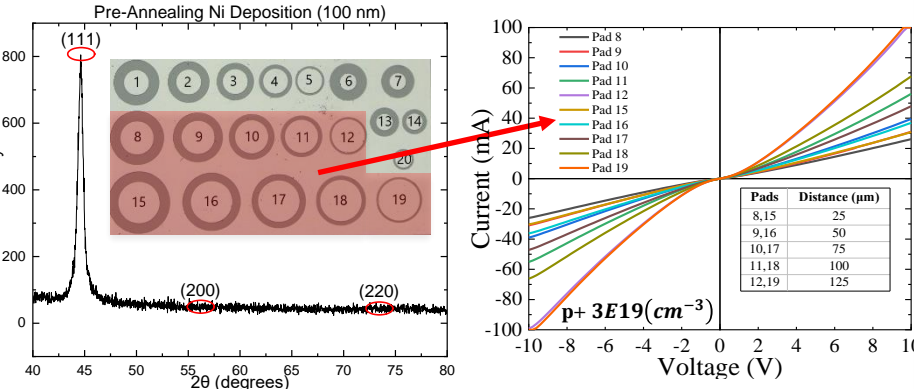 Pre-Annealing Ni Deposition (100 nm)
(111)
(200)
(220)
800
600
400
200
0
40 45 50 55 60 65 70 75 80
2θ (degrees)
1 2 3 4 5 6 7
8 9 10 11 12 13 14
20
15 16 17 18 19
Current (mA)
100
80
60
40
20
0
-20
-40
-60
-80
-100
Pad 8
Pad 9
Pad 10
Pad 11
Pad 12
Pad 15
Pad 16
Pad 17
Pad 18
Pad 19
Pads Distance (μm)
8,15 25
9,16 50
10,17 75
11,18 100
12,19 125
p+ 3E19(cm⁻³)
-10 -8 -6 -4 -2 0 2 4 6 8 10
Voltage (V)